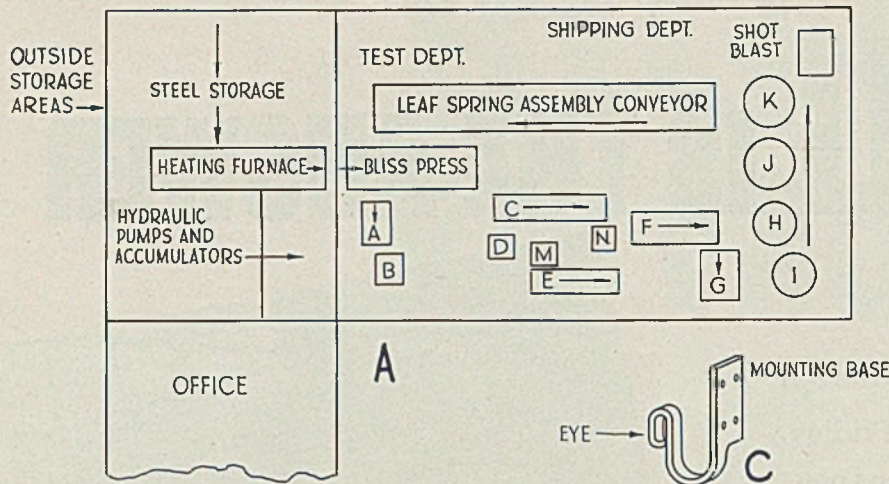 SHIPPING DEPT.
SHOT
BLAST
OUTSIDE
STORAGE
AREAS
TEST DEPT.
STEEL STORAGE
LEAF SPRING ASSEMBLY CONVEYOR
K
HEATING FURNACE
BLISS PRESS
J
HYDRAULIC
PUMPS AND
ACCUMULATORS
A
B
C
D
M
N
E
F
G
H
I
OFFICE
A
MOUNTING BASE
EYE
C